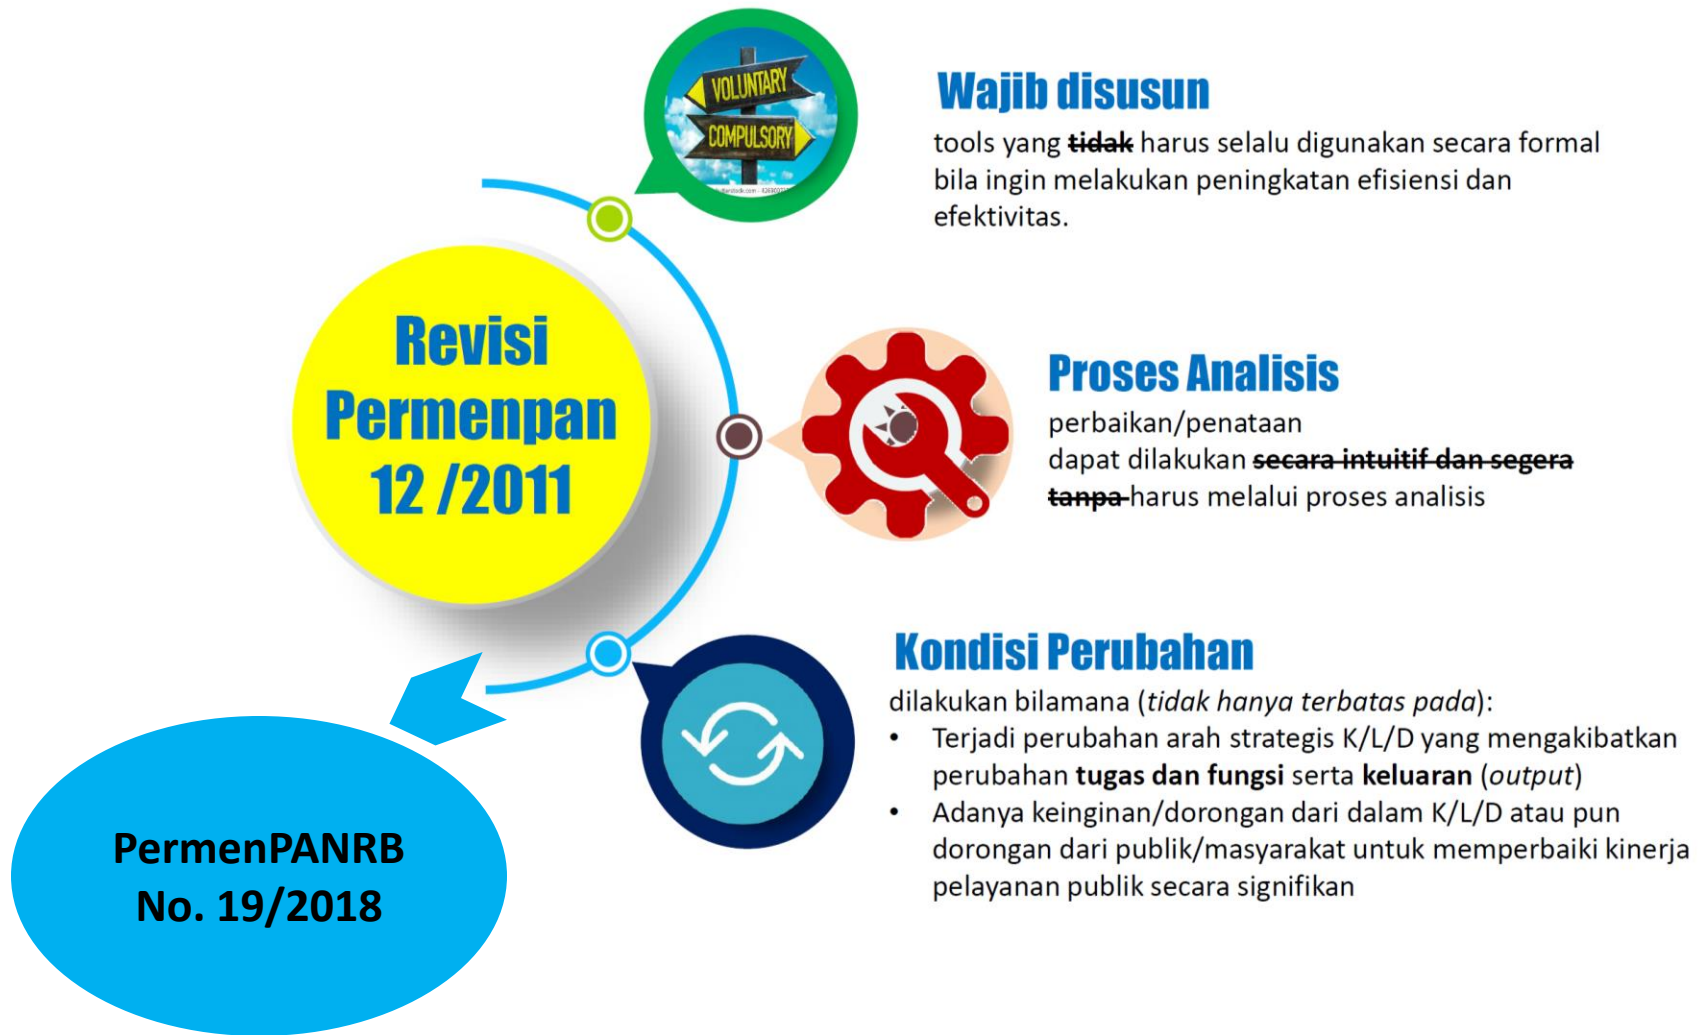 VOLUNTARY
COMPULSORY
Wajib disusun
tools yang tidak harus selalu digunakan secara formal
bila ingin melakukan peningkatan efisiensi dan
efektivitas.
Revisi
Permenpan
12 /2011
Proses Analisis
perbaikan/penataan
dapat dilakukan secara intuitif dan segera
tanpa harus melalui proses analisis
Kondisi Perubahan
dilakukan bilamana (tidak hanya terbatas pada):
• Terjadi perubahan arah strategis K/L/D yang mengakibatkan
perubahan tugas dan fungsi serta keluaran (output)
• Adanya keinginan/dorongan dari dalam K/L/D atau pun
dorongan dari publik/masyarakat untuk memperbaiki kinerja
pelayanan publik secara signifikan
PermenPANRB
No. 19/2018